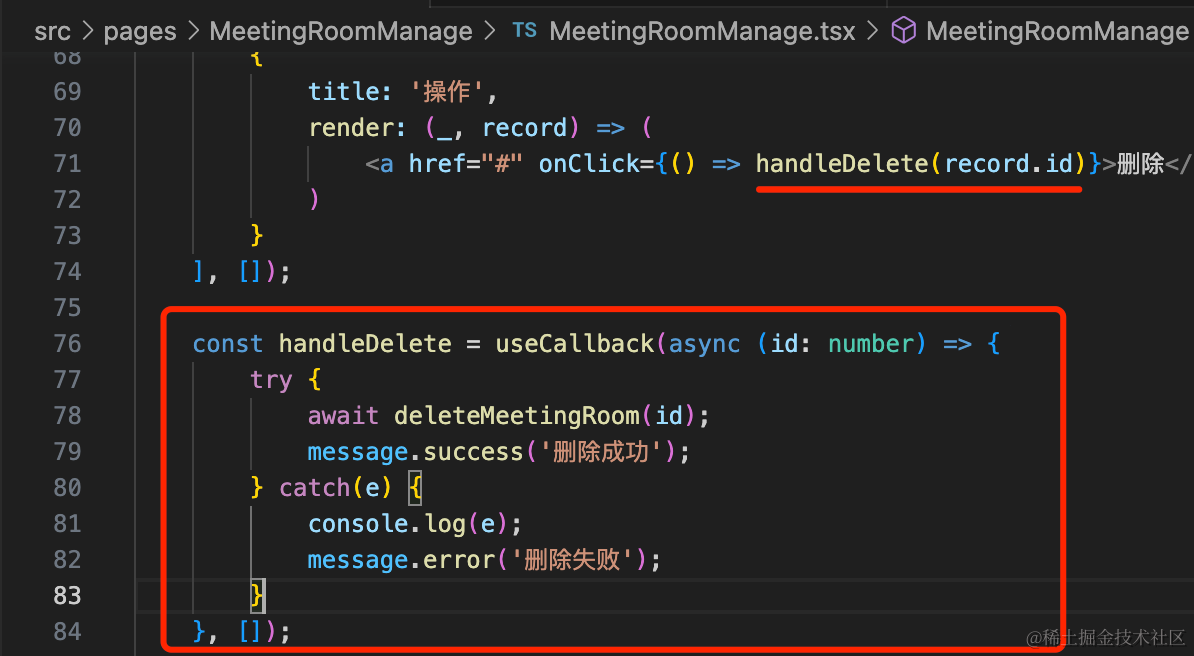 src > pages > MeetingRoomManage > TS MeetingRoomManage.tsx > MeetingRoomManage
68 {
69 title: '操作',
70 render: (_, record) => (
71 <a href="#" onClick={() => handleDelete(record.id)}>删除</
72 )
73 }
74 ], []);
75
76 const handleDelete = useCallback(async (id: number) => {
77 try {
78 await deleteMeetingRoom(id);
79 message.success('删除成功');
80 } catch(e) {
81 console.log(e);
82 message.error('删除失败');
83 }
84 }, []);
@稀土掘金技术社区